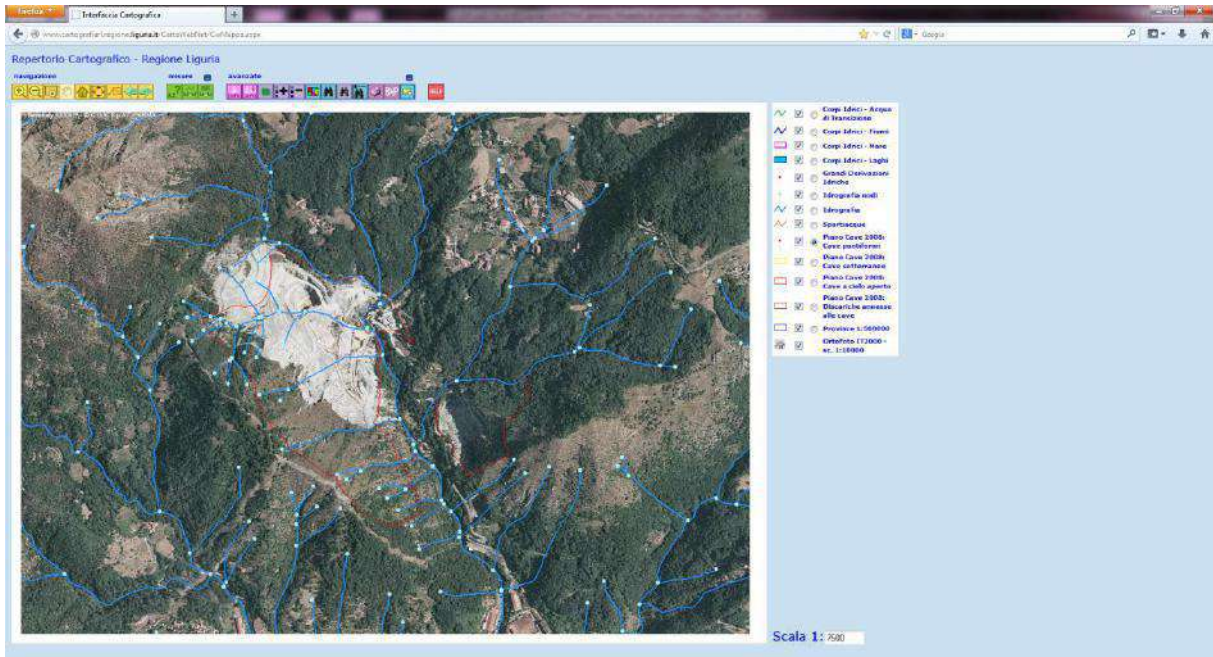 Firefox
Interfaccia Cartografica
+
Google
Repertorio Cartografico - Regione Liguria
navigazione
misure
avanzate
Corpi Idrici - Acque
di Transizione
Corpi Idrici - Fiumi
Corpi Idrici - Mare
Corpi Idrici - Laghi
Grandi Derivazioni
Idriche
Idrografia nodi
Idrografia
Spartiacque
Piano Cave 2008:
Cave puntiformi
Piano Cave 2008:
Cave sotterranee
Piano Cave 2008:
Cave a cielo aperto
Piano Cave 2008:
Discariche annesse
alle cave
Province 1:500000
Ortofoto IT2000 -
sc. 1:10000
Scala 1: 7500